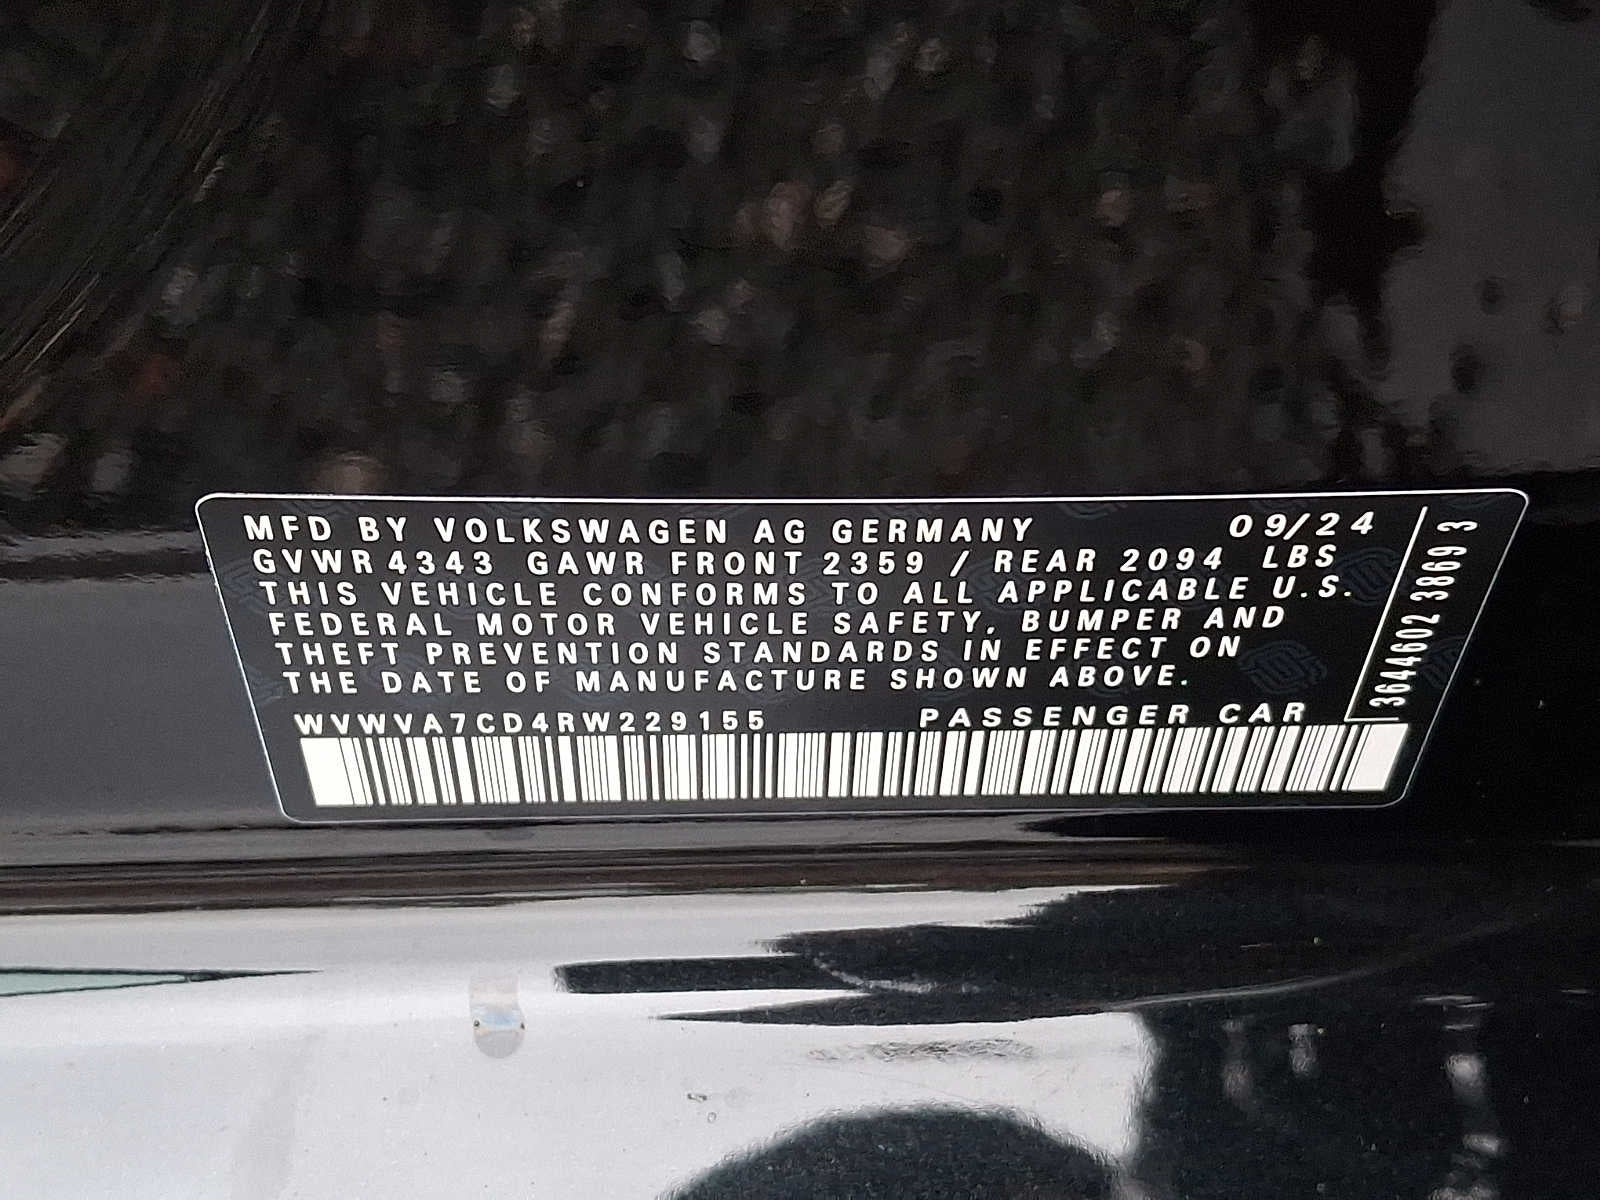 MFD BY VOLKSWAGEN AG GERMANY 09/24
GVWR 4343 GAWR FRONT 2359 / REAR 2094 LBS
THIS VEHICLE CONFORMS TO ALL APPLICABLE U.S.
FEDERAL MOTOR VEHICLE SAFETY, BUMPER AND
THEFT PREVENTION STANDARDS IN EFFECT ON
THE DATE OF MANUFACTURE SHOWN ABOVE.
WVWVA7CD4RW229155 PASSENGER CAR
3644602 3869 3